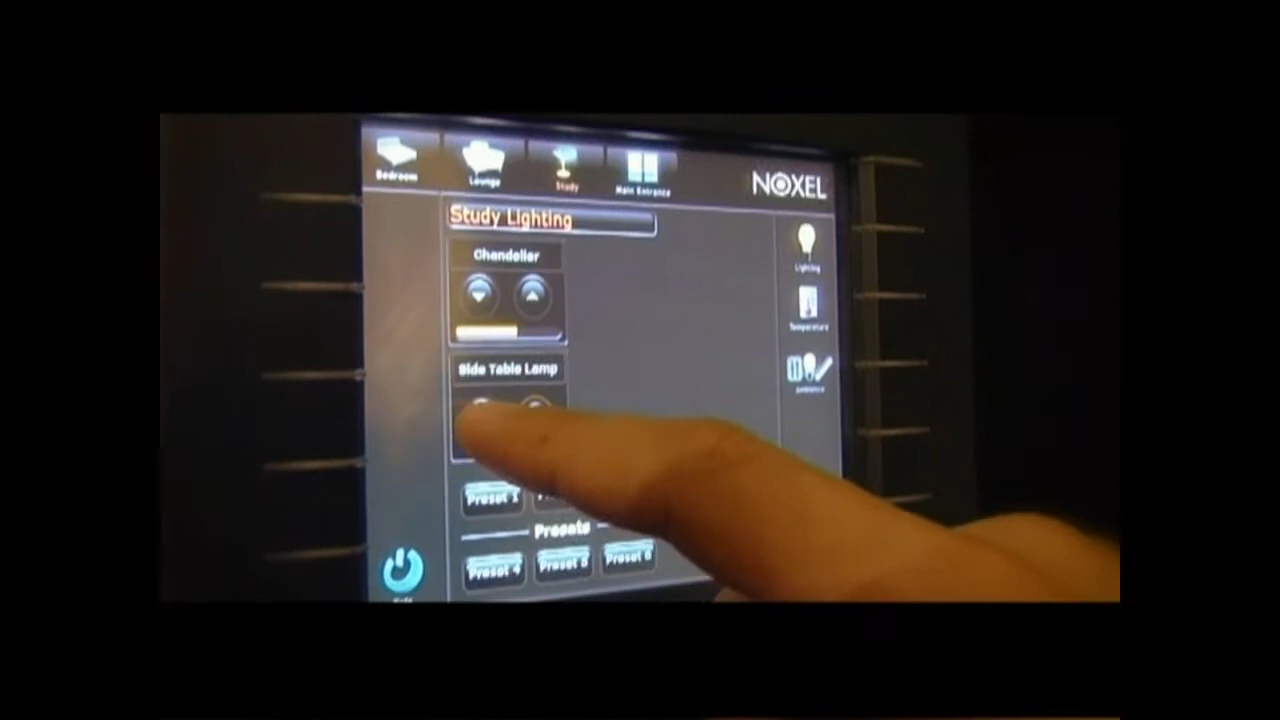 Bedroom
Lounge
Study
Main Entrance
NOXEL
Study Lighting
Chandelier
Lighting
Temperature
Side Table Lamp
Ambience
Preset 1
Presets
Preset 4
Preset 5
Preset 6